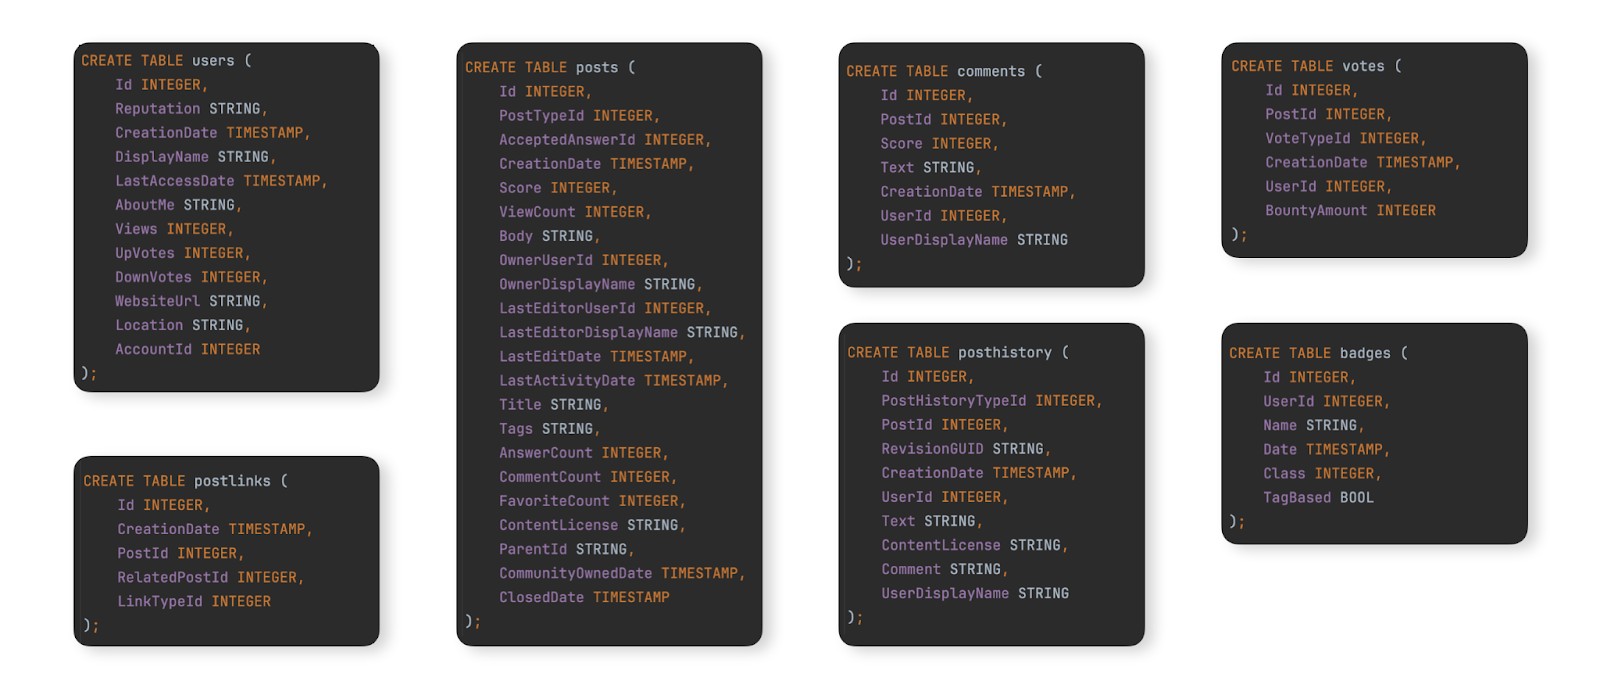 CREATE TABLE users (
Id INTEGER,
Reputation STRING,
CreationDate TIMESTAMP,
DisplayName STRING,
LastAccessDate TIMESTAMP,
AboutMe STRING,
Views INTEGER,
UpVotes INTEGER,
DownVotes INTEGER,
WebsiteUrl STRING,
Location STRING,
AccountId INTEGER
);
CREATE TABLE postlinks (
Id INTEGER,
CreationDate TIMESTAMP,
PostId INTEGER,
RelatedPostId INTEGER,
LinkTypeId INTEGER
);
CREATE TABLE posts (
Id INTEGER,
PostTypeId INTEGER,
AcceptedAnswerId INTEGER,
CreationDate TIMESTAMP,
Score INTEGER,
ViewCount INTEGER,
Body STRING,
OwnerUserId INTEGER,
OwnerDisplayName STRING,
LastEditorUserId INTEGER,
LastEditorDisplayName STRING,
LastEditDate TIMESTAMP,
LastActivityDate TIMESTAMP,
Title STRING,
Tags STRING,
AnswerCount INTEGER,
CommentCount INTEGER,
FavoriteCount INTEGER,
ContentLicense STRING,
ParentId STRING,
CommunityOwnedDate TIMESTAMP,
ClosedDate TIMESTAMP
);
CREATE TABLE comments (
Id INTEGER,
PostId INTEGER,
Score INTEGER,
Text STRING,
CreationDate TIMESTAMP,
UserId INTEGER,
UserDisplayName STRING
);
CREATE TABLE posthistory (
Id INTEGER,
PostHistoryTypeId INTEGER,
PostId INTEGER,
RevisionGUID STRING,
CreationDate TIMESTAMP,
UserId INTEGER,
Text STRING,
ContentLicense STRING,
Comment STRING,
UserDisplayName STRING
);
CREATE TABLE votes (
Id INTEGER,
PostId INTEGER,
VoteTypeId INTEGER,
CreationDate TIMESTAMP,
UserId INTEGER,
BountyAmount INTEGER
);
CREATE TABLE badges (
Id INTEGER,
UserId INTEGER,
Name STRING,
Date TIMESTAMP,
Class INTEGER,
TagBased BOOL
);